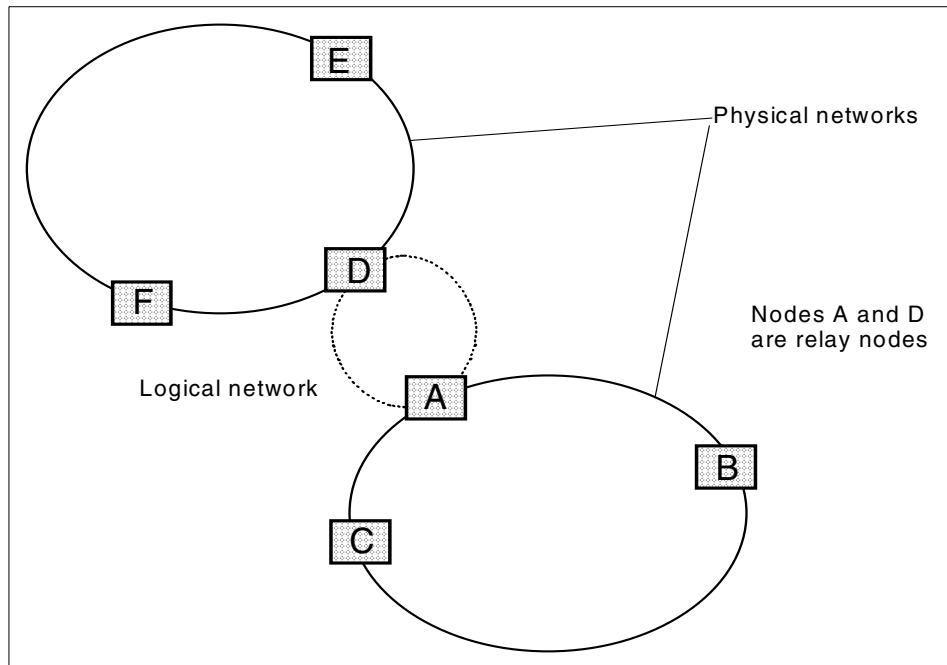 E
Physical networks
D
F
Nodes A and D
are relay nodes
Logical network
A
B
C